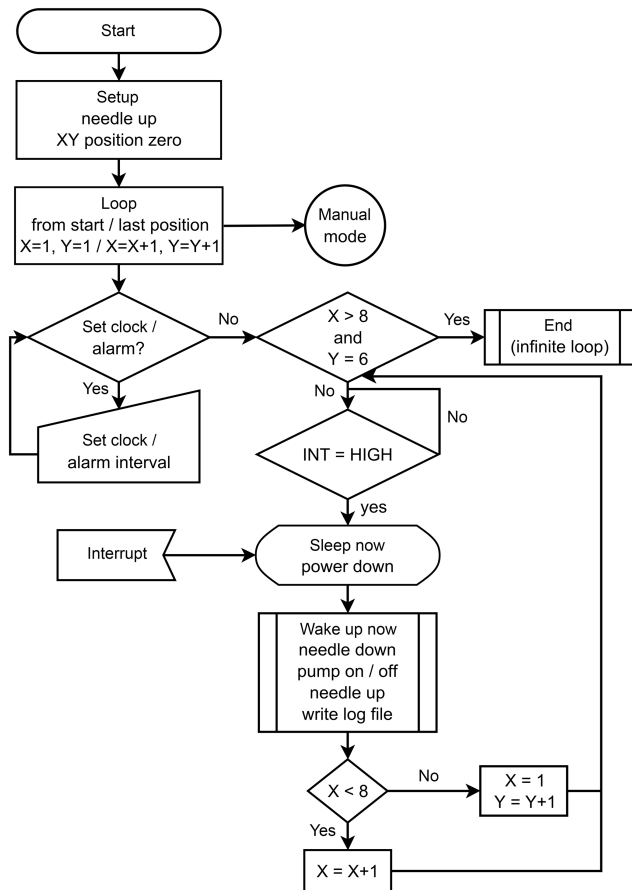 Start
Setup
needle up
XY position zero
Loop
from start / last position
X=1, Y=1 / X=X+1, Y=Y+1
Manual
mode
Set clock /
alarm?
No
X > 8
and
Y = 6
Yes
End
(infinite loop)
Yes
Set clock /
alarm interval
No
No
INT = HIGH
yes
Interrupt
Sleep now
power down
Wake up now
needle down
pump on / off
needle up
write log file
X < 8
No
X = 1
Y = Y+1
Yes
X = X+1